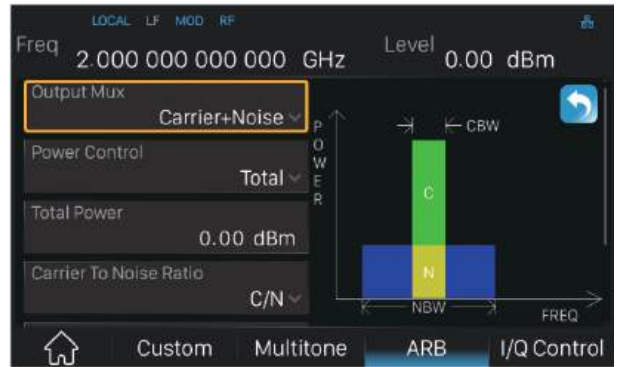 LOCAL LF MOD RF
Freq 2.000 000 000 000 GHz Level 0.00 dBm
Output Mux
Carrier+Noise
Power Control
Total
Total Power
0.00 dBm
Carrier To Noise Ratio
C/N
POWER
CBW
C
N
NBW
FREQ
Custom Multitone ARB I/Q Control